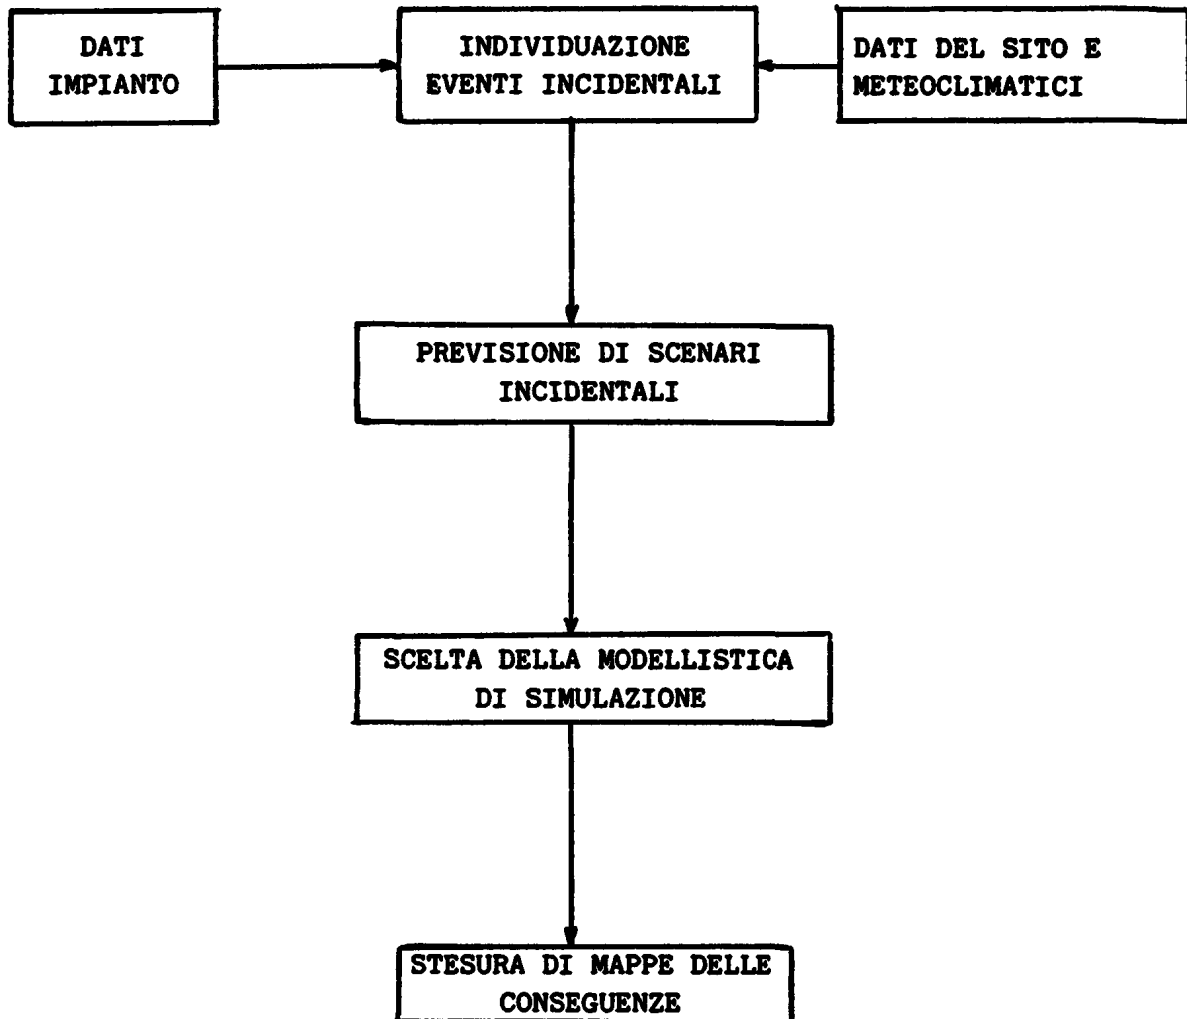 DATI
IMPIANTO
INDIVIDUAZIONE
EVENTI INCIDENTALI
DATI DEL SITO E
METEOCLIMATICI
PREVISIONE DI SCENARI
INCIDENTALI
SCELTA DELLA MODELLISTICA
DI SIMULAZIONE
STESURA DI MAPPE DELLE
CONSEGUENZE